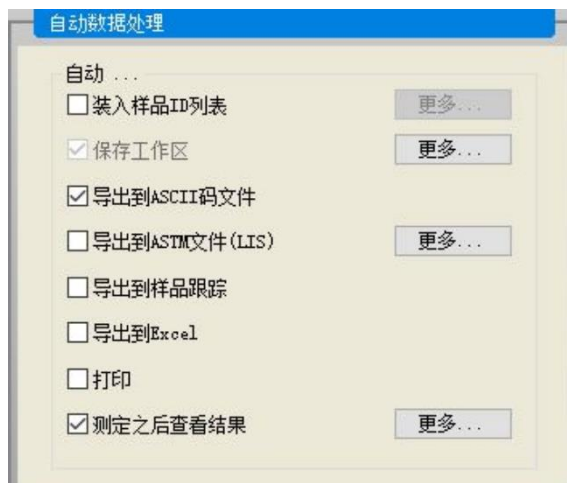 自动数据处理
自动 ...
装入样品ID列表 更多...
保存工作区 更多...
导出到ASCII码文件
导出到ASTM文件(LIS) 更多...
导出到样品跟踪
导出到Excel
打印
测定之后查看结果 更多...